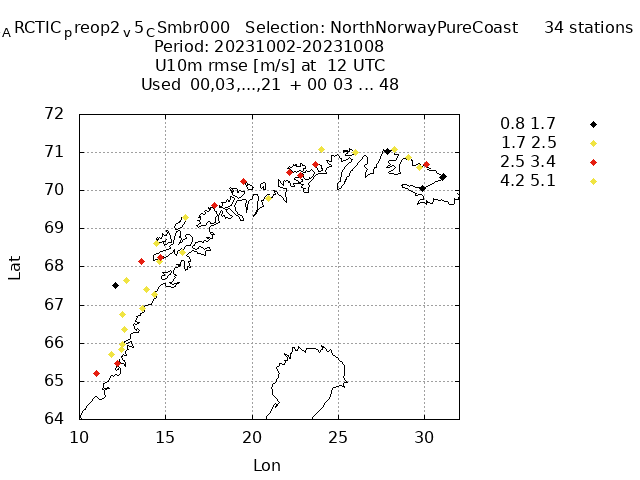 ARCTICpreop2v5CSmbr000 Selection: NorthNorwayPureCoast 34 stations
Period: 20231002-20231008
U10m rmse [m/s] at 12 UTC
Used 00,03,...,21 + 00 03 ... 48
0.8 1.7
1.7 2.5
2.5 3.4
4.2 5.1
72
71
70
69
68
67
66
65
64
Lat
10 15 20 25 30
Lon